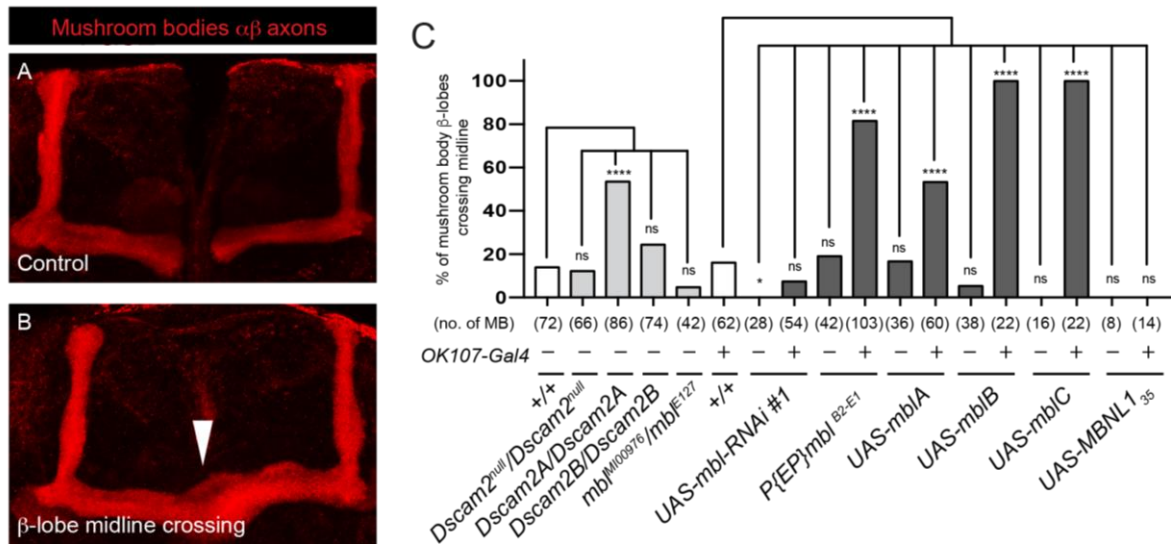 Mushroom bodies αβ axons
A
Control
B
β-lobe midline crossing
C
% of mushroom body β-lobes
crossing midline
100
80
60
40
20
0
ns
****
ns
ns
*
ns
ns
****
ns
****
ns
****
ns
****
ns
ns
(no. of MB) (72) (66) (86) (74) (42) (62) (28) (54) (42) (103) (36) (60) (38) (22) (16) (22) (8) (14)
OK107-Gal4 − − − − − + − + − + − + − + − + − +
+/+
Dscam2null/Dscam2null
Dscam2A/Dscam2A
Dscam2B/Dscam2B
mblMI00976/mblE127
+/+
UAS-mbl-RNAi #1
P{EP}mbl B2-E1
UAS-mblA
UAS-mblB
UAS-mblC
UAS-MBNL1 35